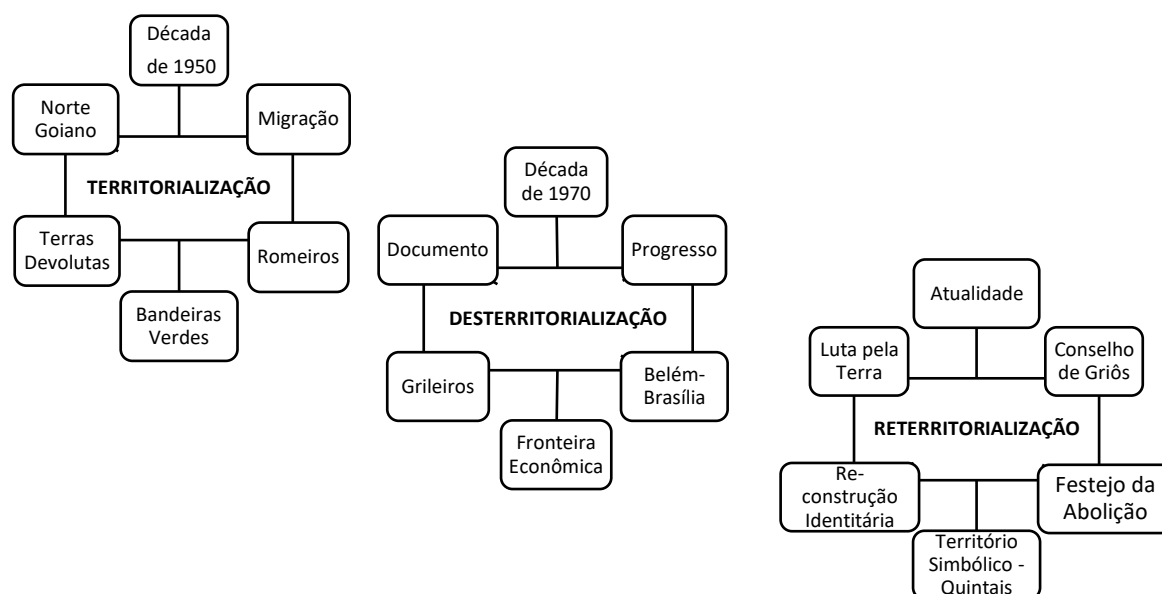 Década
de 1950
Norte
Goiano
Migração
TERRITORIALIZAÇÃO
Terras
Devolutas
Romeiros
Bandeiras
Verdes
Década
de 1970
Documento
Progresso
DESTERRITORIALIZAÇÃO
Grileiros
Belém-
Brasília
Fronteira
Econômica
Atualidade
Luta pela
Terra
Conselho
de Griôs
RETERRITORIALIZAÇÃO
Re-
construção
Identitária
Festejo da
Abolição
Território
Simbólico -
Quintais